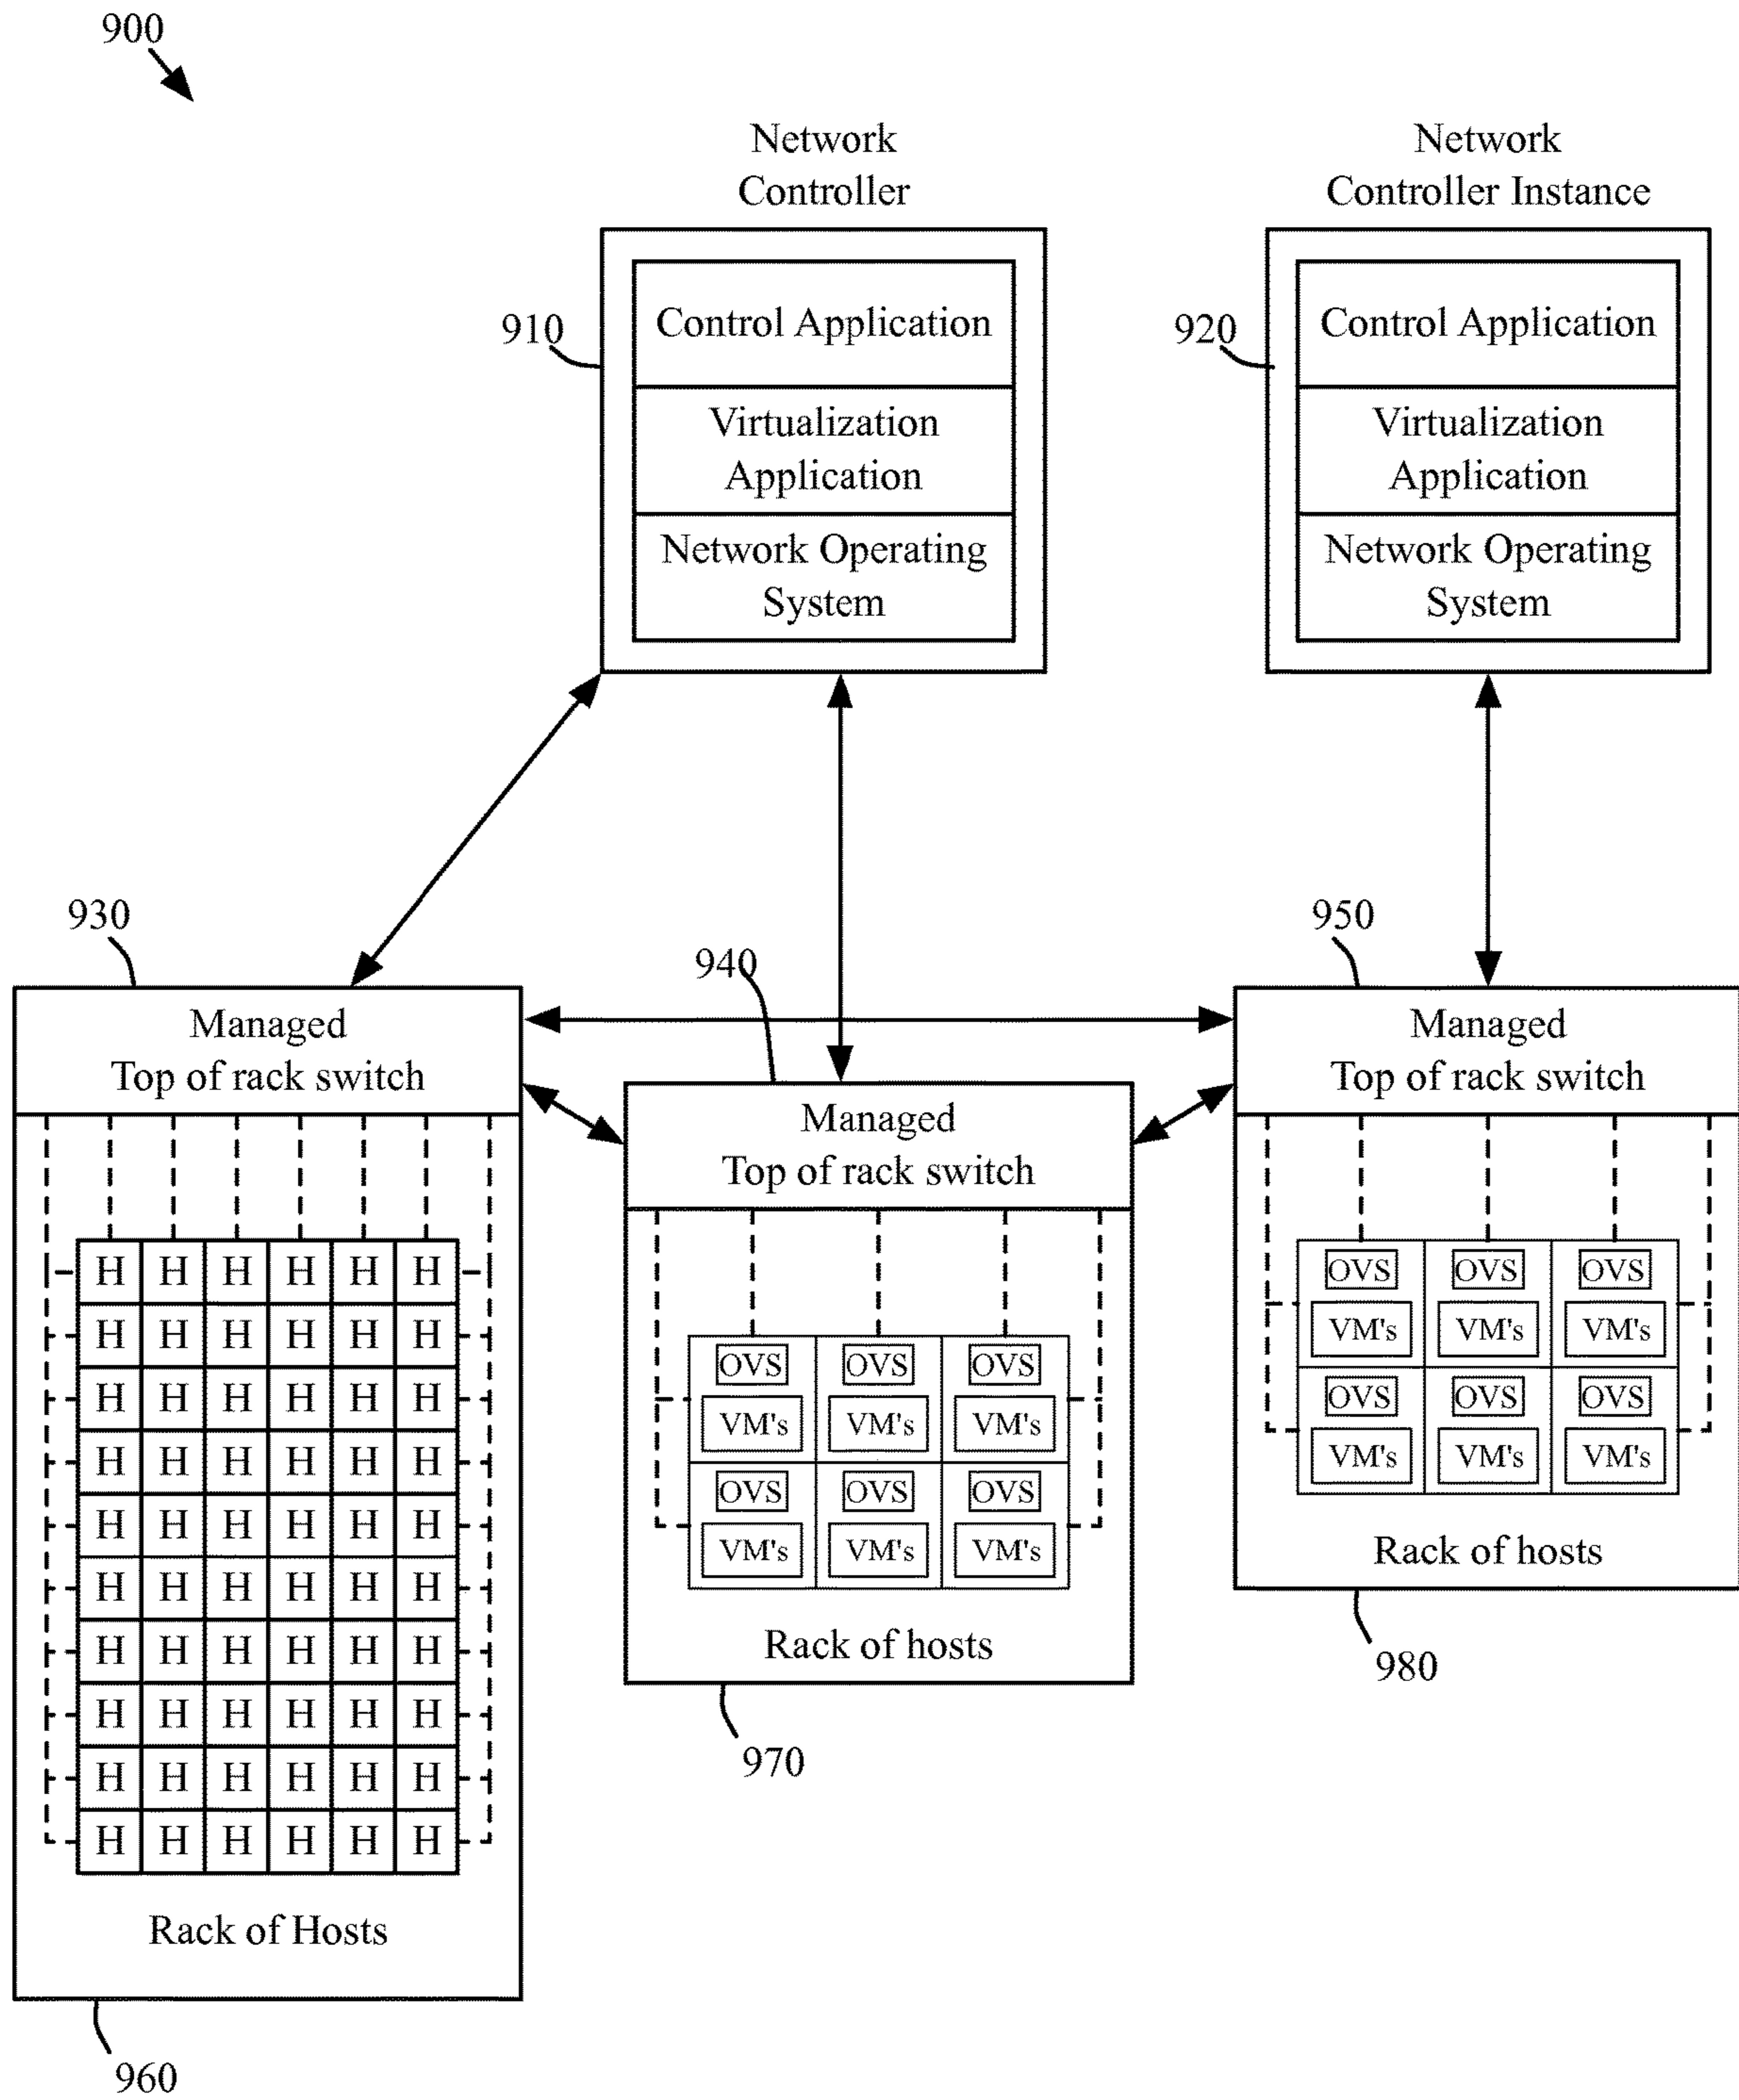 900
Network
Controller
Network
Controller Instance
910
Control Application
Virtualization
Application
Network Operating
System
920
Control Application
Virtualization
Application
Network Operating
System
930
940
950
Managed
Top of rack switch
Managed
Top of rack switch
Managed
Top of rack switch
H H H H H H
H H H H H H
H H H H H H
H H H H H H
H H H H H H
H H H H H H
H H H H H H
H H H H H H
H H H H H H
H H H H H H
Rack of Hosts
960
OVS OVS OVS
VM's VM's VM's
OVS OVS OVS
VM's VM's VM's
Rack of hosts
970
OVS OVS OVS
VM's VM's VM's
OVS OVS OVS
VM's VM's VM's
Rack of hosts
980